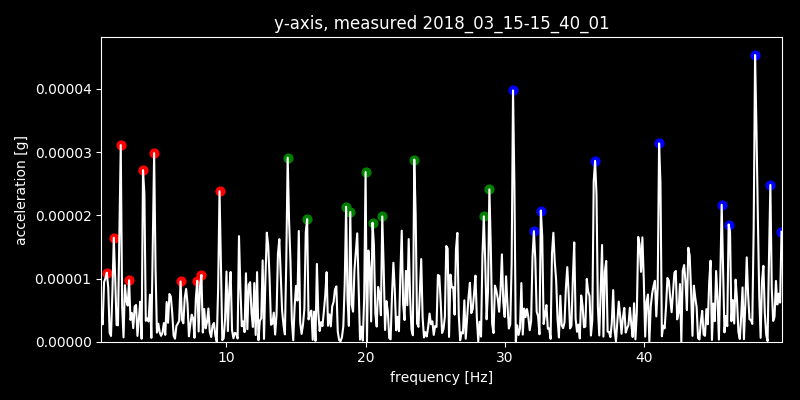 y-axis, measured 2018_03_15-15_40_01
0.00004
0.00003
0.00002
0.00001
0.00000
acceleration [g]
10 20 30 40
frequency [Hz]